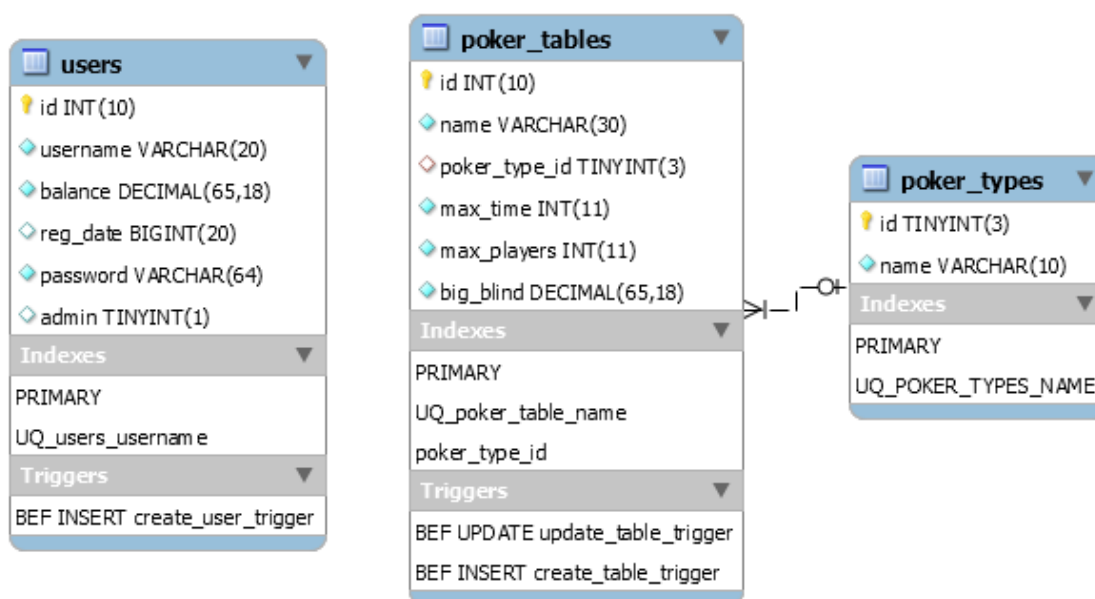 users
id INT(10)
username VARCHAR(20)
balance DECIMAL(65,18)
reg_date BIGINT(20)
password VARCHAR(64)
admin TINYINT(1)
Indexes
PRIMARY
UQ_users_username
Triggers
BEF INSERT create_user_trigger
poker_tables
id INT(10)
name VARCHAR(30)
poker_type_id TINYINT(3)
max_time INT(11)
max_players INT(11)
big_blind DECIMAL(65,18)
Indexes
PRIMARY
UQ_poker_table_name
poker_type_id
Triggers
BEF UPDATE update_table_trigger
BEF INSERT create_table_trigger
poker_types
id TINYINT(3)
name VARCHAR(10)
Indexes
PRIMARY
UQ_POKER_TYPES_NAME